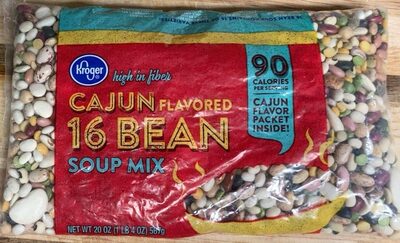 Kroger
high in fiber
CAJUN FLAVORED
16 BEAN
SOUP MIX
90
CALORIES
PER SERVING
CAJUN
FLAVOR
PACKET
INSIDE!
NET WT 20 OZ (1 LB 4 OZ) 567g